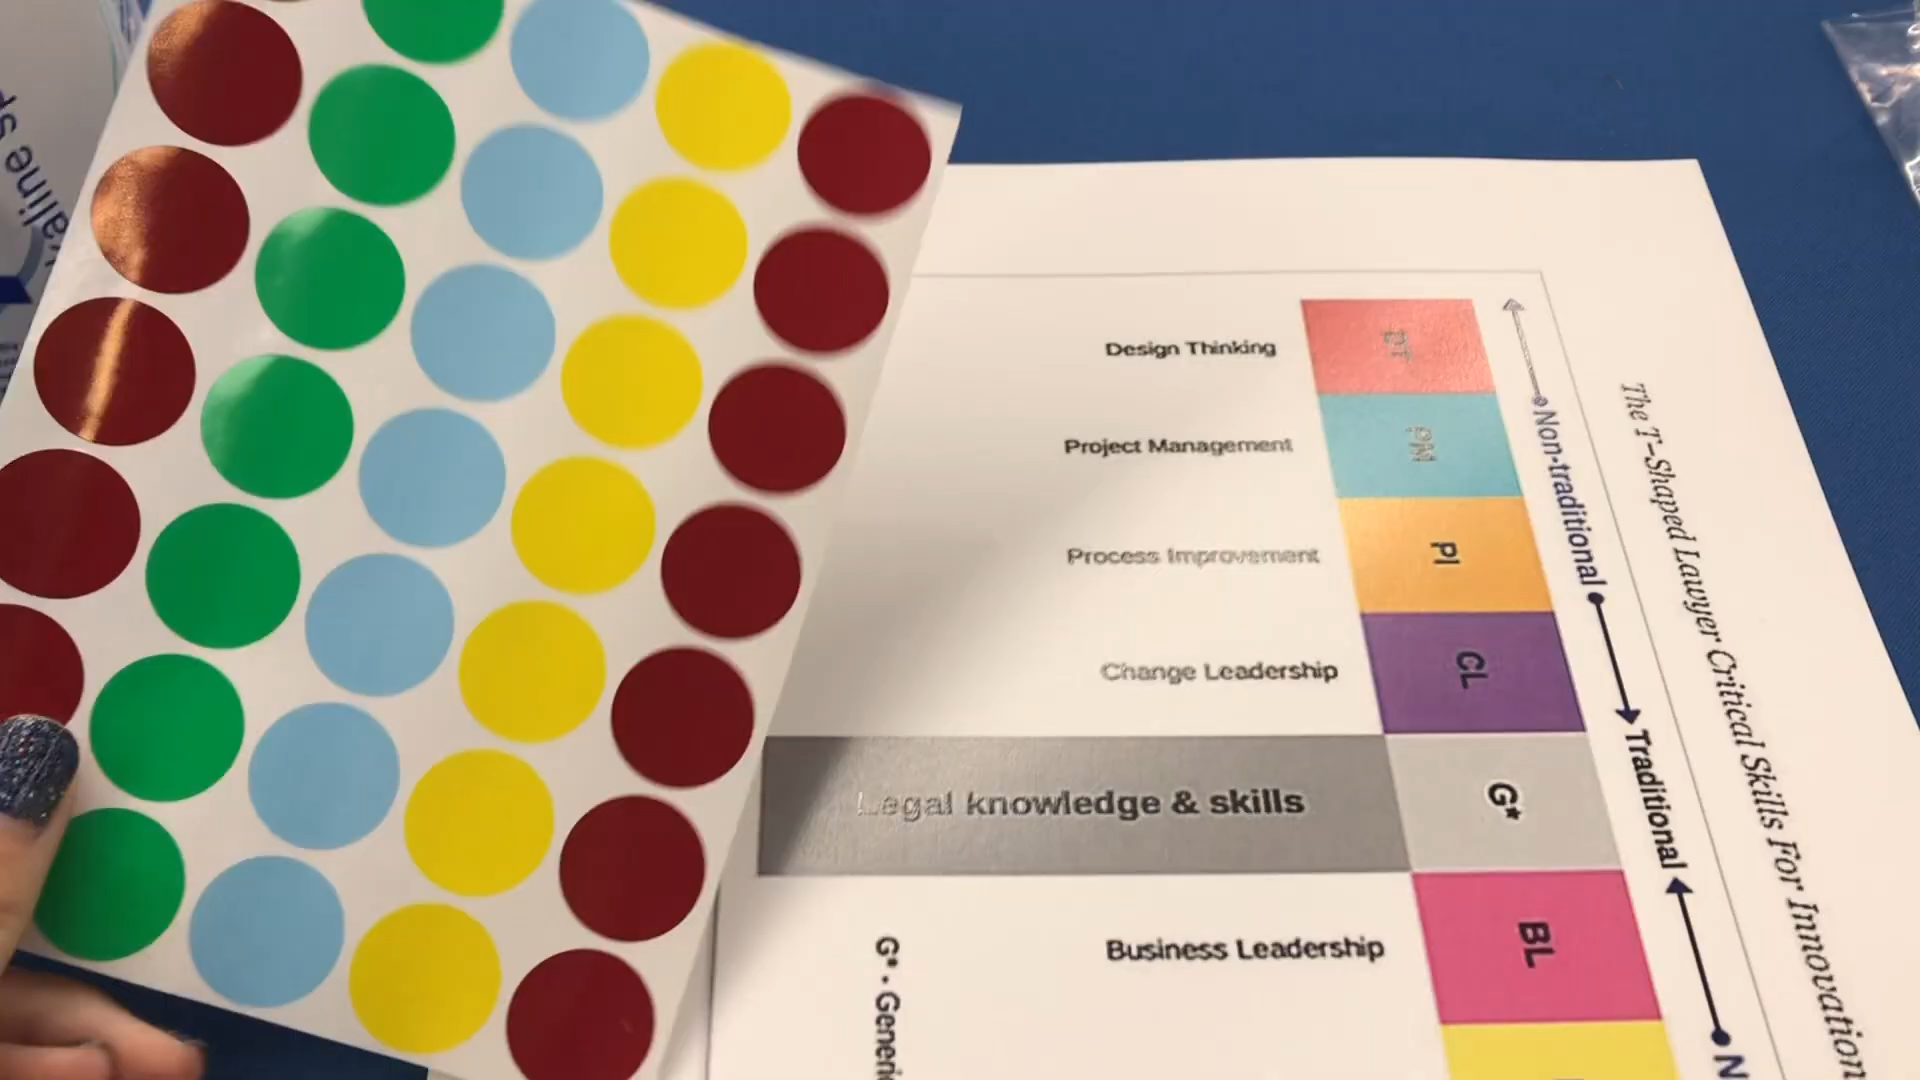 The T-Shaped Lawyer Critical Skills For Innovation
Non-traditional
Traditional
N
Design Thinking
DT
Project Management
PM
Process Improvement
PI
Change Leadership
CL
Legal knowledge & skills
G*
Business Leadership
BL
G* - Generic